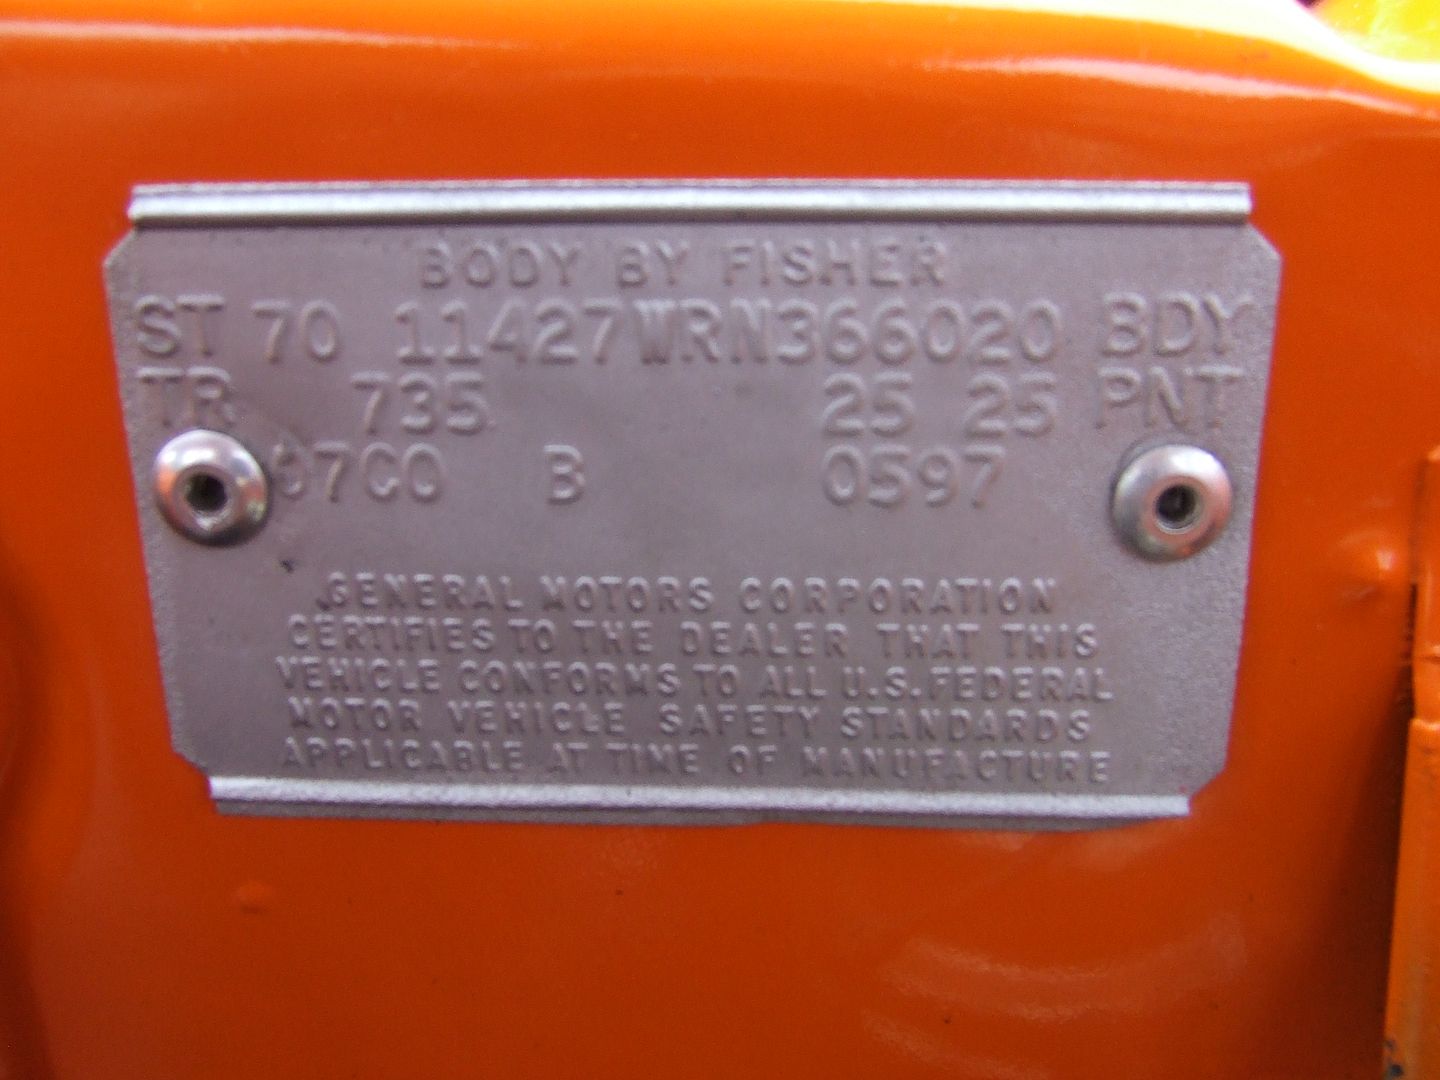 BODY BY FISHER
ST 70 11427WRN366020 BDY
TR 735 25 25 PNT
07C0 B 0597
GENERAL MOTORS CORPORATION
CERTIFIES TO THE DEALER THAT THIS
VEHICLE CONFORMS TO ALL U.S. FEDERAL
MOTOR VEHICLE SAFETY STANDARDS
APPLICABLE AT TIME OF MANUFACTURE